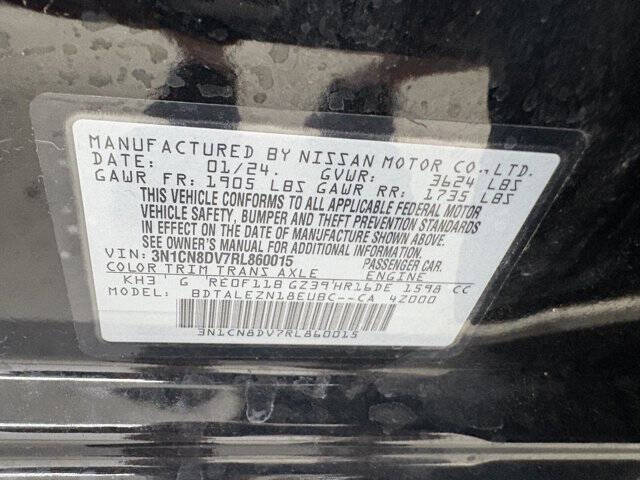 MANUFACTURED BY NISSAN MOTOR CO., LTD.
DATE: 01/24. GVWR: 3624 LBS
GAWR FR: 1905 LBS GAWR RR: 1735 LBS
THIS VEHICLE CONFORMS TO ALL APPLICABLE FEDERAL MOTOR
VEHICLE SAFETY, BUMPER AND THEFT PREVENTION STANDARDS
IN EFFECT ON THE DATE OF MANUFACTURE SHOWN ABOVE.
SEE OWNER'S MANUAL FOR ADDITIONAL INFORMATION.
VIN: 3N1CN8DV7RL860015 PASSENGER CAR
COLOR TRIM TRANS AXLE ENGINE
KH3 G RE0F11B GZ39 HR16DE 1598 CC
BDTALEZN18EUBC--CA 42000
3N1CN8DV7RL860015